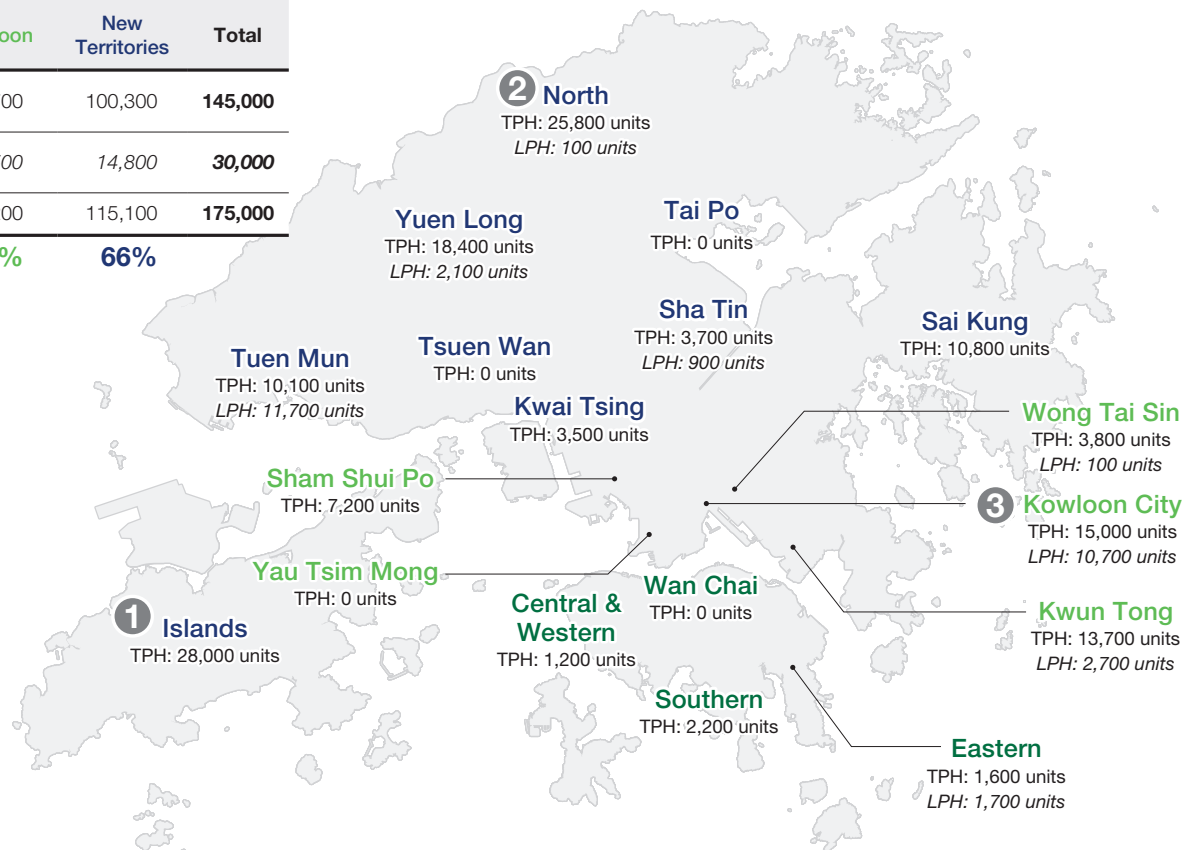 New
Territories
Total
100,300
145,000
14,800
30,000
115,100
175,000
%
66%
2
North
TPH: 25,800 units
LPH: 100 units
Yuen Long
TPH: 18,400 units
LPH: 2,100 units
Tai Po
TPH: 0 units
Sha Tin
TPH: 3,700 units
LPH: 900 units
Sai Kung
TPH: 10,800 units
Tuen Mun
TPH: 10,100 units
LPH: 11,700 units
Tsuen Wan
TPH: 0 units
Kwai Tsing
TPH: 3,500 units
Wong Tai Sin
TPH: 3,800 units
LPH: 100 units
Sham Shui Po
TPH: 7,200 units
3
Kowloon City
TPH: 15,000 units
LPH: 10,700 units
Yau Tsim Mong
TPH: 0 units
1
Islands
TPH: 28,000 units
Central &
Western
TPH: 1,200 units
Wan Chai
TPH: 0 units
Kwun Tong
TPH: 13,700 units
LPH: 2,700 units
Southern
TPH: 2,200 units
Eastern
TPH: 1,600 units
LPH: 1,700 units